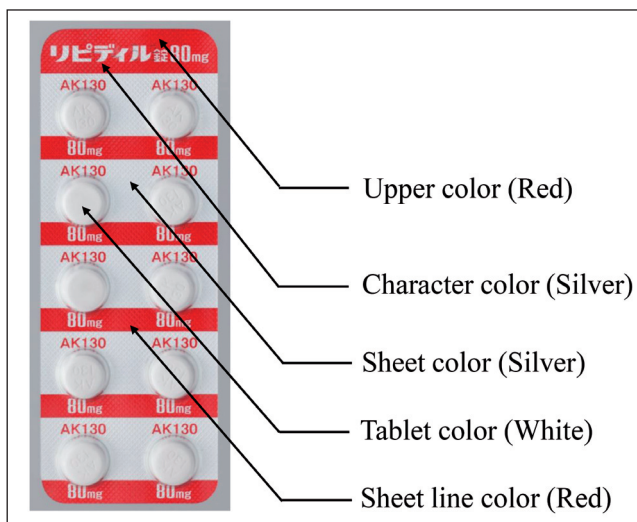 リピディル錠80mg
AK130 AK130
80mg 80mg
AK130 AK130
80mg 80mg
AK130 AK130
80mg 80mg
AK130 AK130
80mg 80mg
AK130 AK130
80mg 80mg
Upper color (Red)
Character color (Silver)
Sheet color (Silver)
Tablet color (White)
Sheet line color (Red)